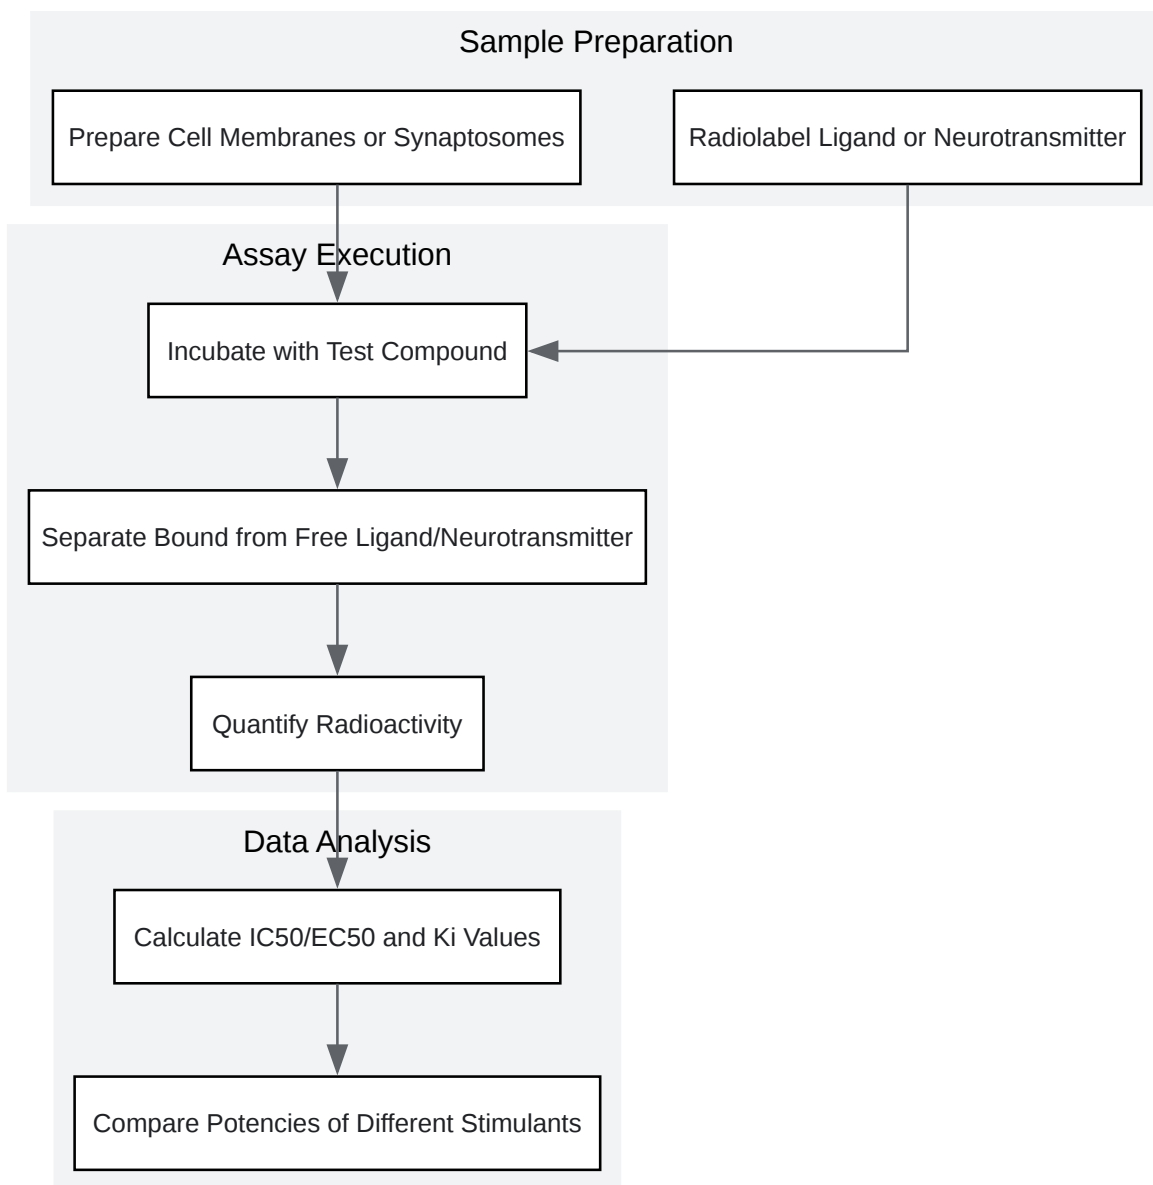 Sample Preparation
Prepare Cell Membranes or Synaptosomes
Radiolabel Ligand or Neurotransmitter
Assay Execution
Incubate with Test Compound
Separate Bound from Free Ligand/Neurotransmitter
Quantify Radioactivity
Data Analysis
Calculate IC50/EC50 and Ki Values
Compare Potencies of Different Stimulants